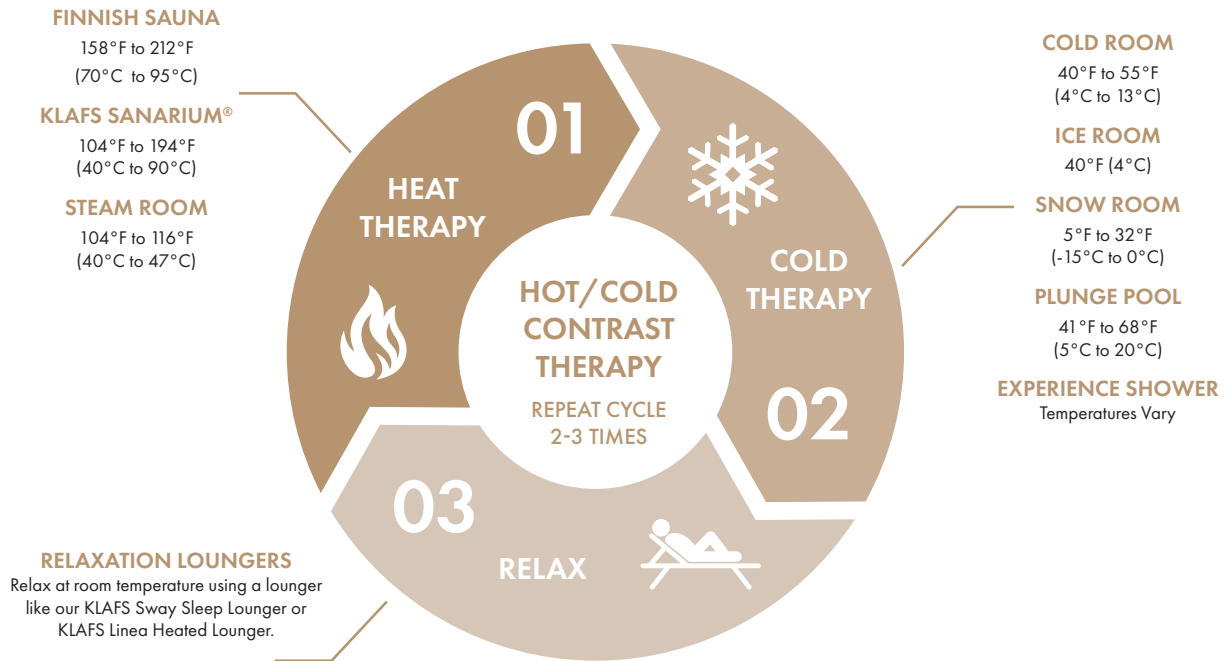 FINNISH SAUNA
158°F to 212°F
(70°C to 95°C)
KLAFS SANARIUM®
104°F to 194°F
(40°C to 90°C)
STEAM ROOM
104°F to 116°F
(40°C to 47°C)
01
HEAT
THERAPY
COLD ROOM
40°F to 55°F
(4°C to 13°C)
ICE ROOM
40°F (4°C)
SNOW ROOM
5°F to 32°F
(-15°C to 0°C)
PLUNGE POOL
41°F to 68°F
(5°C to 20°C)
EXPERIENCE SHOWER
Temperatures Vary
COLD
THERAPY
02
HOT/COLD
CONTRAST
THERAPY
REPEAT CYCLE
2-3 TIMES
03
RELAX
RELAXATION LOUNGERS
Relax at room temperature using a lounger
like our KLAFS Sway Sleep Lounger or
KLAFS Linea Heated Lounger.